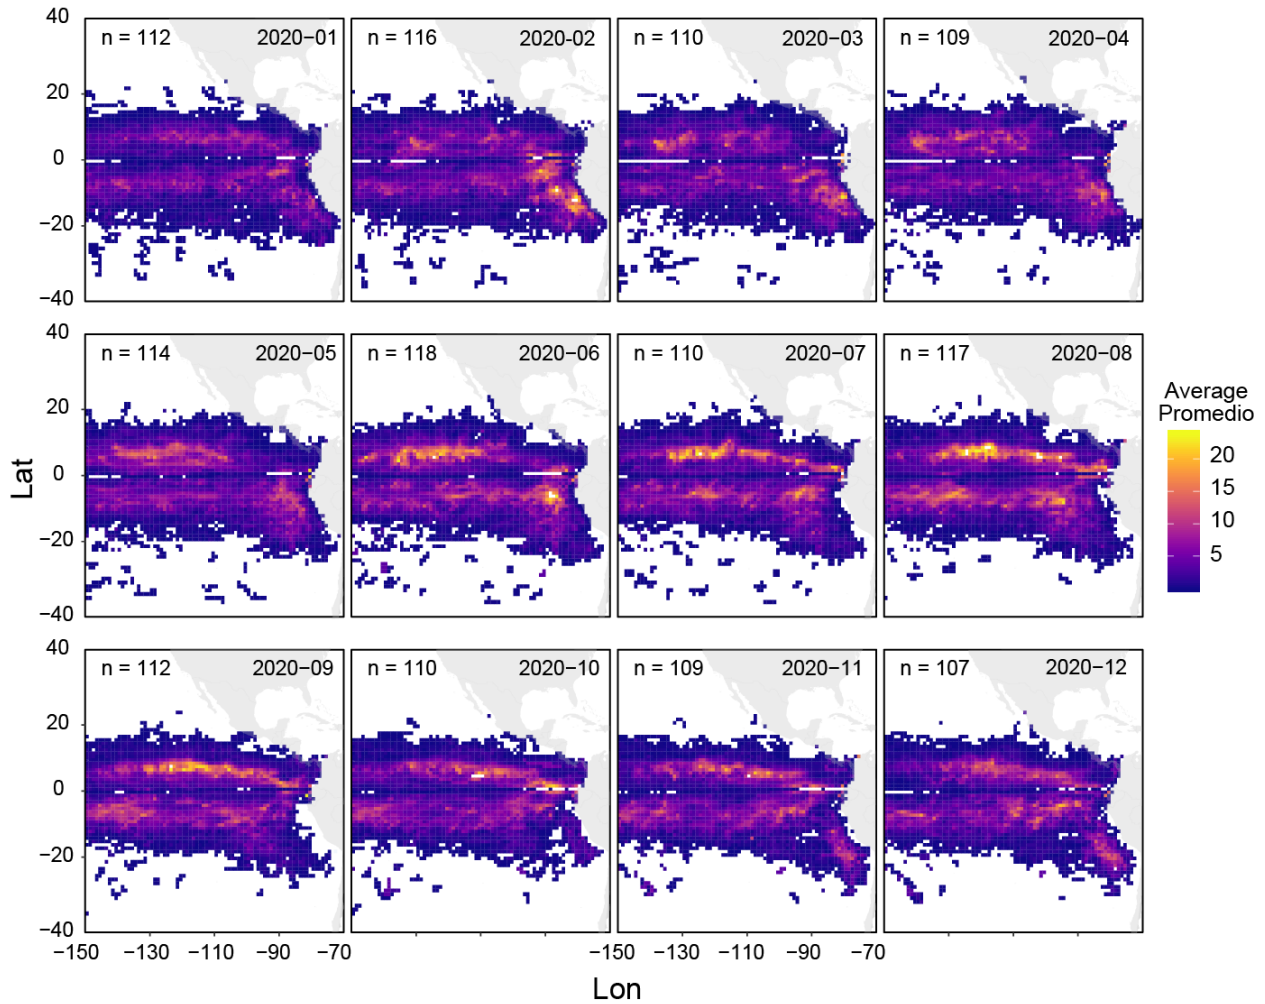 40
20
0
−20
−40
n = 112 2020−01
n = 116 2020-02
n = 110 2020−03
n = 109 2020−04
40
20
0
−20
−40
n = 114 2020−05
n = 118 2020−06
n = 110 2020−07
n = 117 2020−08
Lat
Average
Promedio
20
15
10
5
40
20
0
−20
−40
n = 112 2020−09
n = 110 2020−10
n = 109 2020−11
n = 107 2020−12
−150 −130 −110 −90 −70
−150 −130 −110 −90 −70
Lon